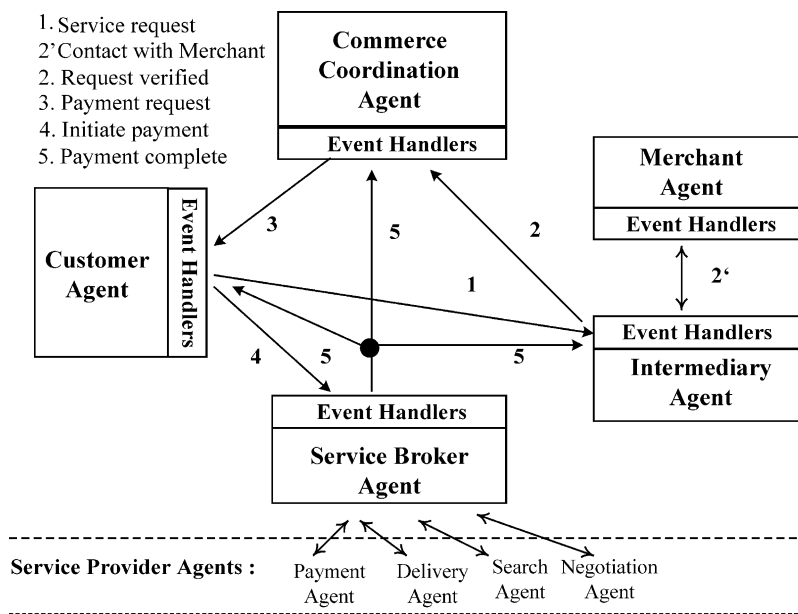 1. Service request
2’Contact with Merchant
2. Request verified
3. Payment request
4. Initiate payment
5. Payment complete
Commerce
Coordination
Agent
Event Handlers
Merchant
Agent
Event Handlers
Customer
Agent
Event Handlers
3
5
2
1
2‘
4
5
5
Event Handlers
Intermediary
Agent
Event Handlers
Service Broker
Agent
Service Provider Agents :
Payment
Agent
Delivery
Agent
Search
Agent
Negotiation
Agent